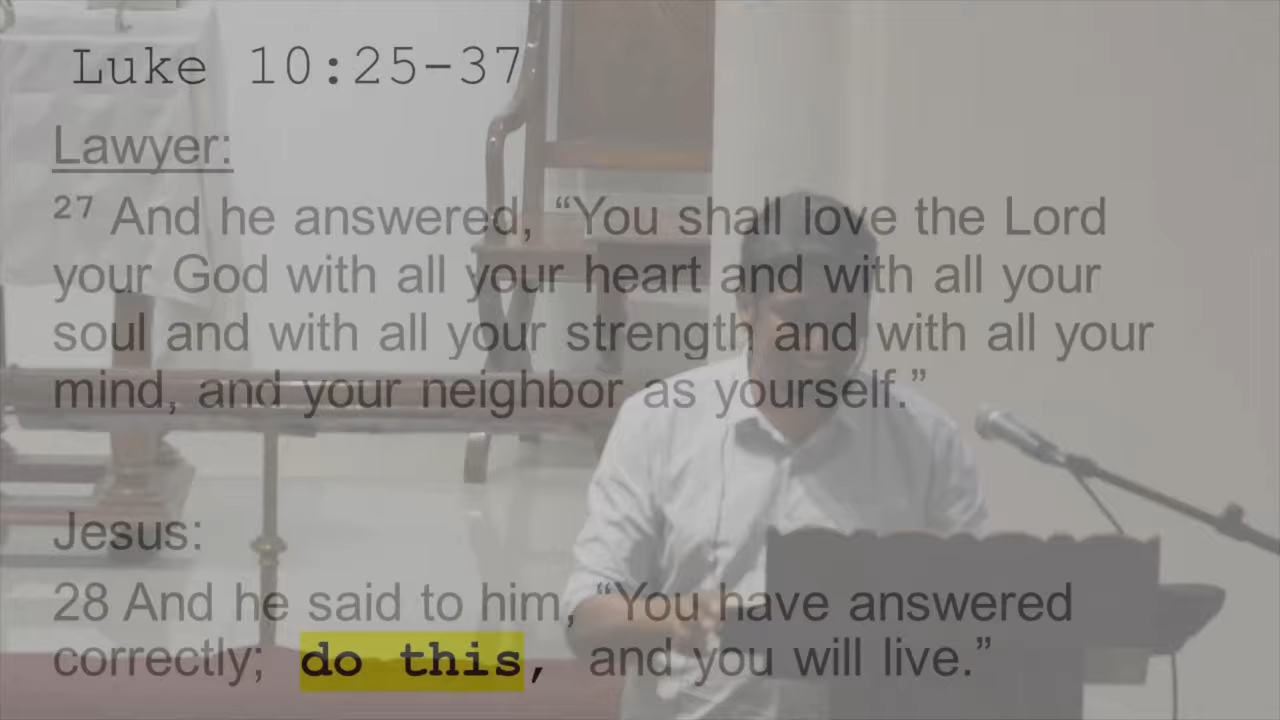 Luke 10:25-37
Lawyer:
²⁷ And he answered, “You shall love the Lord
your God with all your heart and with all your
soul and with all your strength and with all your
mind, and your neighbor as yourself.”
Jesus:
28 And he said to him, “You have answered
correctly; do this, and you will live.”